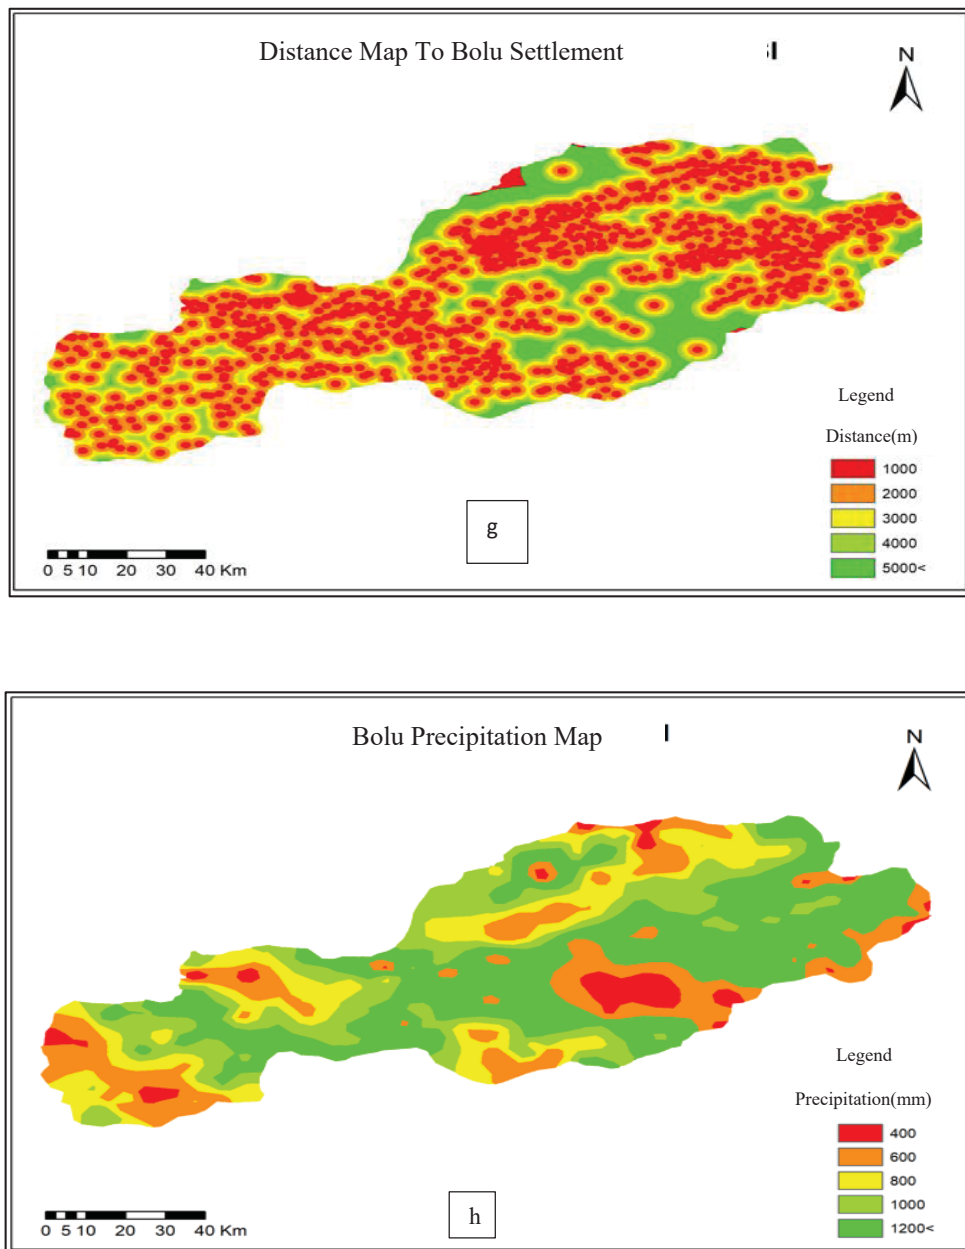 Distance Map To Bolu Settlement
N
Legend
Distance(m)
1000
2000
3000
4000
5000<
g
0 5 10 20 30 40 Km
Bolu Precipitation Map
N
Legend
Precipitation(mm)
400
600
800
1000
1200<
h
0 5 10 20 30 40 Km